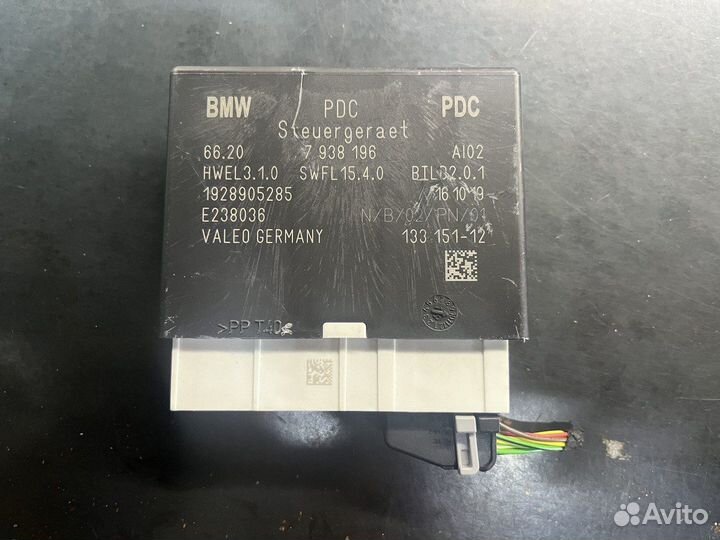 BMW PDC PDC
Steuergeraet
66.20 7 938 196 AI02
HWEL3.1.0 SWFL15.4.0 BTLD2.0.1
1928905285 16.10.19
E238036 N/B/02/PN/01
VALEO GERMANY 133 151-12
>PP T40<
Avito